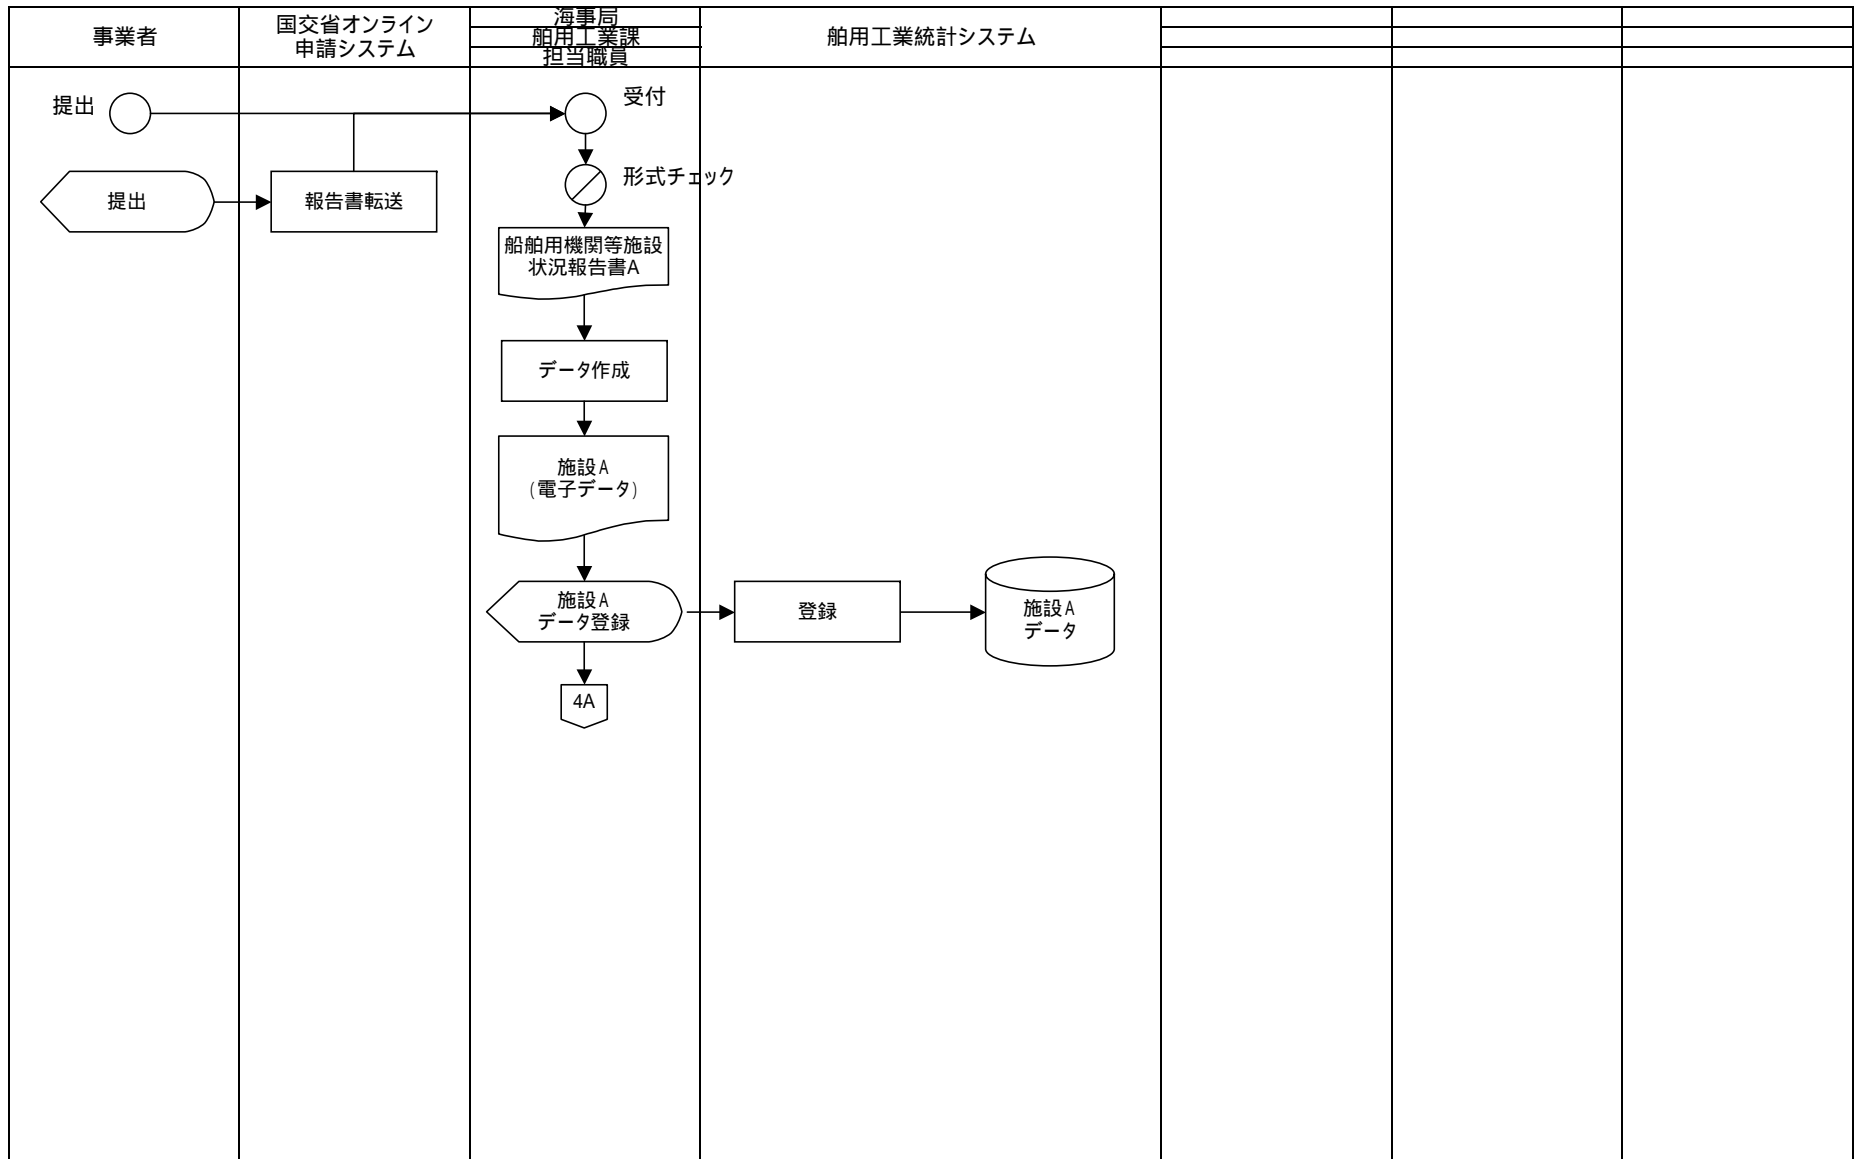 事業者
国交省オンライン
申請システム
海事局
舶用工業課
担当職員
舶用工業統計システム
提出
受付
形式チェック
提出
報告書転送
船舶用機関等施設
状況報告書A
データ作成
施設A
(電子データ)
施設A
データ登録
登録
施設A
データ
4A